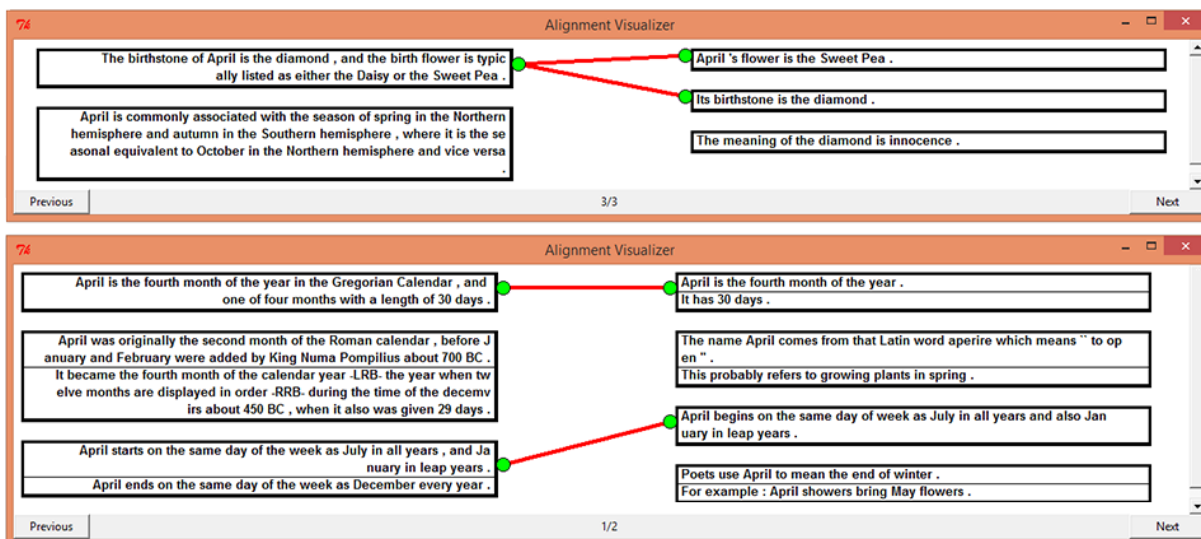 Alignment Visualizer
The birthstone of April is the diamond , and the birth flower is typic
ally listed as either the Daisy or the Sweet Pea .
April is commonly associated with the season of spring in the Northern
hemisphere and autumn in the Southern hemisphere , where it is the se
asonal equivalent to October in the Northern hemisphere and vice versa
.
April 's flower is the Sweet Pea .
Its birthstone is the diamond .
The meaning of the diamond is innocence .
Previous
3/3
Next
Alignment Visualizer
April is the fourth month of the year in the Gregorian Calendar , and
one of four months with a length of 30 days .
April was originally the second month of the Roman calendar , before J
anuary and February were added by King Numa Pompilius about 700 BC .
It became the fourth month of the calendar year -LRB- the year when tw
elve months are displayed in order -RRB- during the time of the decemv
irs about 450 BC , when it also was given 29 days .
April starts on the same day of the week as July in all years , and Ja
nuary in leap years .
April ends on the same day of the week as December every year .
April is the fourth month of the year .
It has 30 days .
The name April comes from that Latin word aperire which means `` to op
en '' .
This probably refers to growing plants in spring .
April begins on the same day of week as July in all years and also Jan
uary in leap years .
Poets use April to mean the end of winter .
For example : April showers bring May flowers .
Previous
1/2
Next